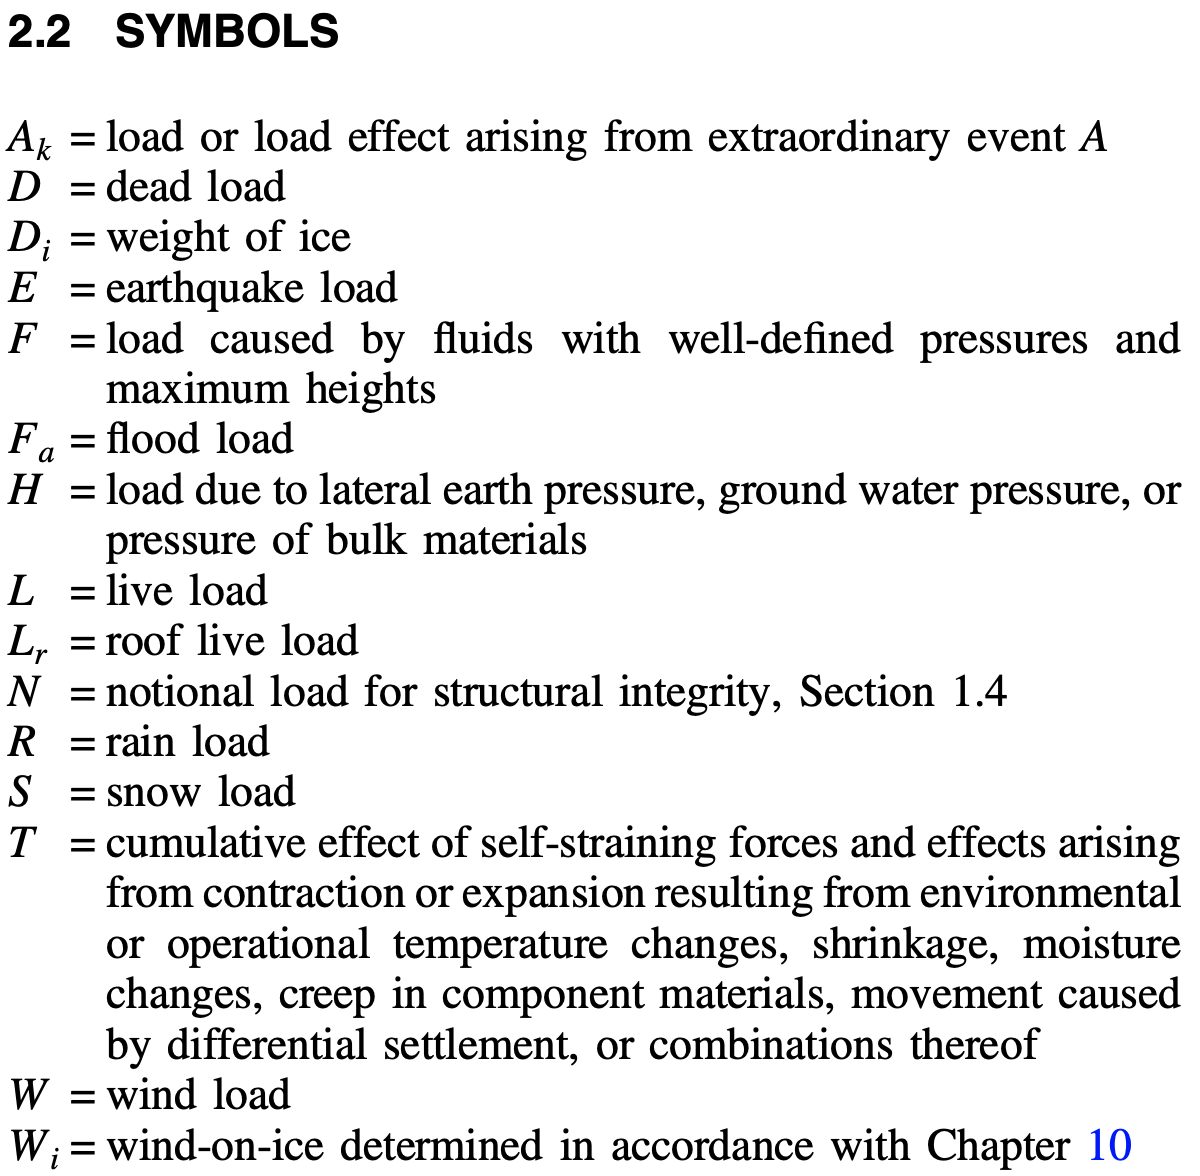 2.2 SYMBOLS
A_k = load or load effect arising from extraordinary event A
D = dead load
D_i = weight of ice
E = earthquake load
F = load caused by fluids with well-defined pressures and
maximum heights
F_a = flood load
H = load due to lateral earth pressure, ground water pressure, or
pressure of bulk materials
L = live load
L_r = roof live load
N = notional load for structural integrity, Section 1.4
R = rain load
S = snow load
T = cumulative effect of self-straining forces and effects arising
from contraction or expansion resulting from environmental
or operational temperature changes, shrinkage, moisture
changes, creep in component materials, movement caused
by differential settlement, or combinations thereof
W = wind load
W_i = wind-on-ice determined in accordance with Chapter 10